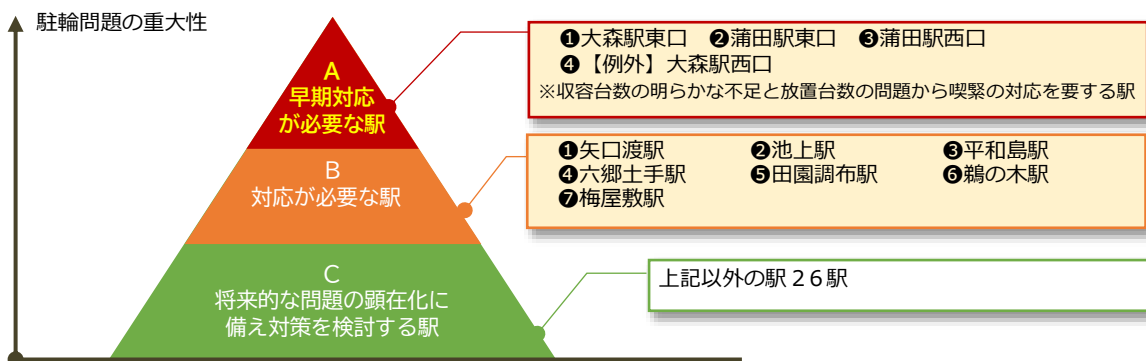 駐輪問題の重大性
A
早期対応
が必要な駅
❶大森駅東口 ❷蒲田駅東口 ❸蒲田駅西口
❹【例外】大森駅西口
※収容台数の明らかな不足と放置台数の問題から喫緊の対応を要する駅
B
対応が必要な駅
❶矢口渡駅 ❷池上駅 ❸平和島駅
❹六郷土手駅 ❺田園調布駅 ❻鵜の木駅
❼梅屋敷駅
C
将来的な問題の顕在化に
備え対策を検討する駅
上記以外の駅26駅